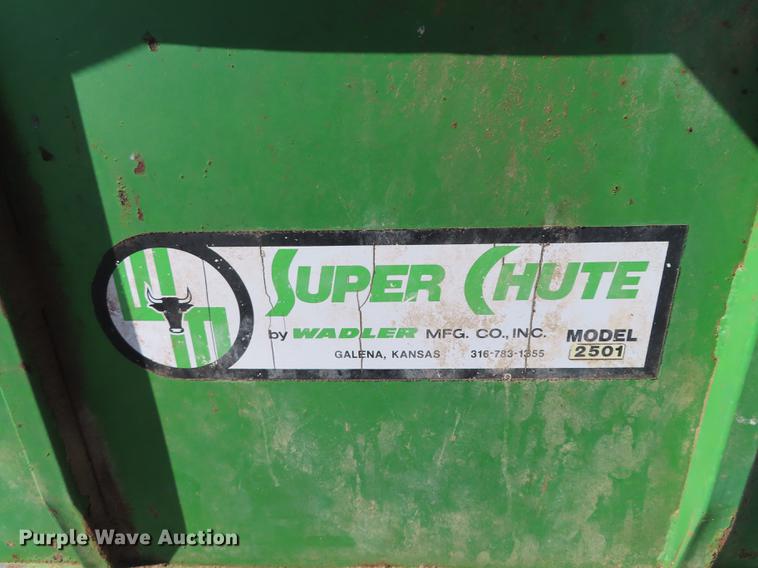 SUPER CHUTE
by WADLER MFG. CO., INC.
MODEL
2501
GALENA, KANSAS 316-783-1355
Purple Wave Auction